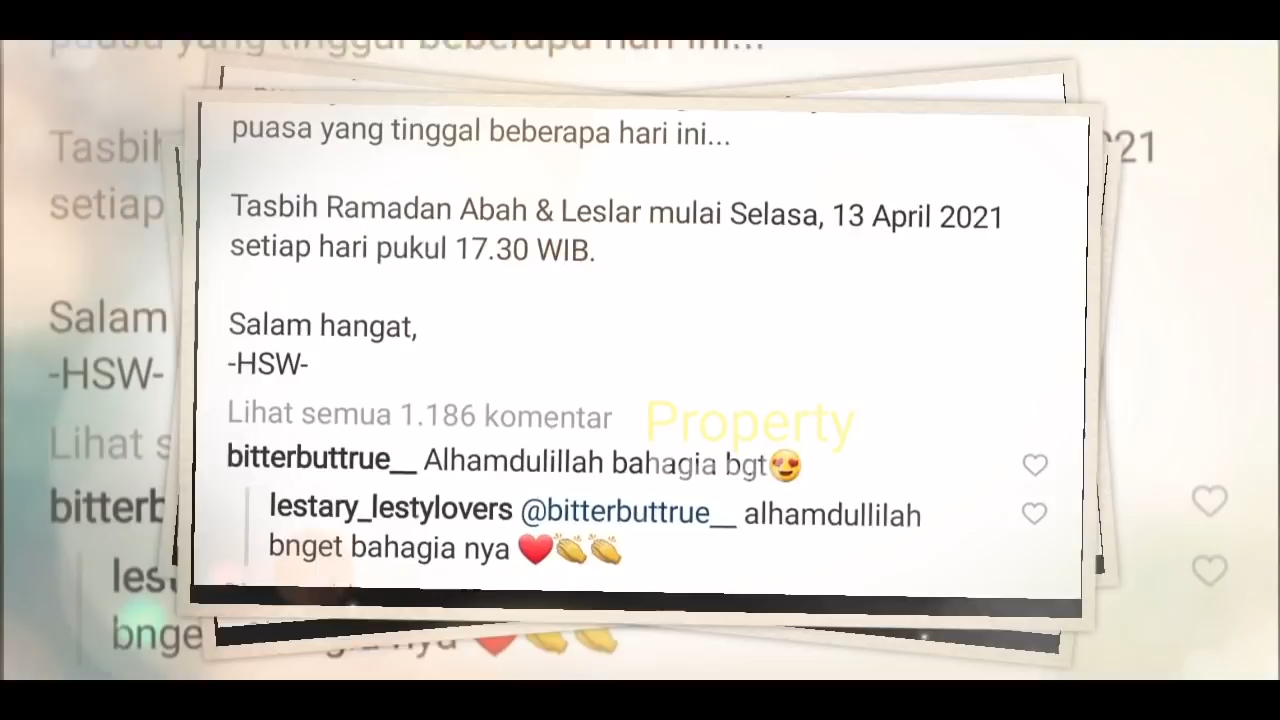 puasa yang tinggal beberapa hari ini...
Tasbih Ramadan Abah & Leslar mulai Selasa, 13 April 2021
setiap hari pukul 17.30 WIB.
Salam hangat,
-HSW-
Lihat semua 1.186 komentar
Property
bitterbuttrue__ Alhamdulillah bahagia bgt😍
lestary_lestylovers @bitterbuttrue__ alhamdullilah
bnget bahagia nya ❤️👏👏